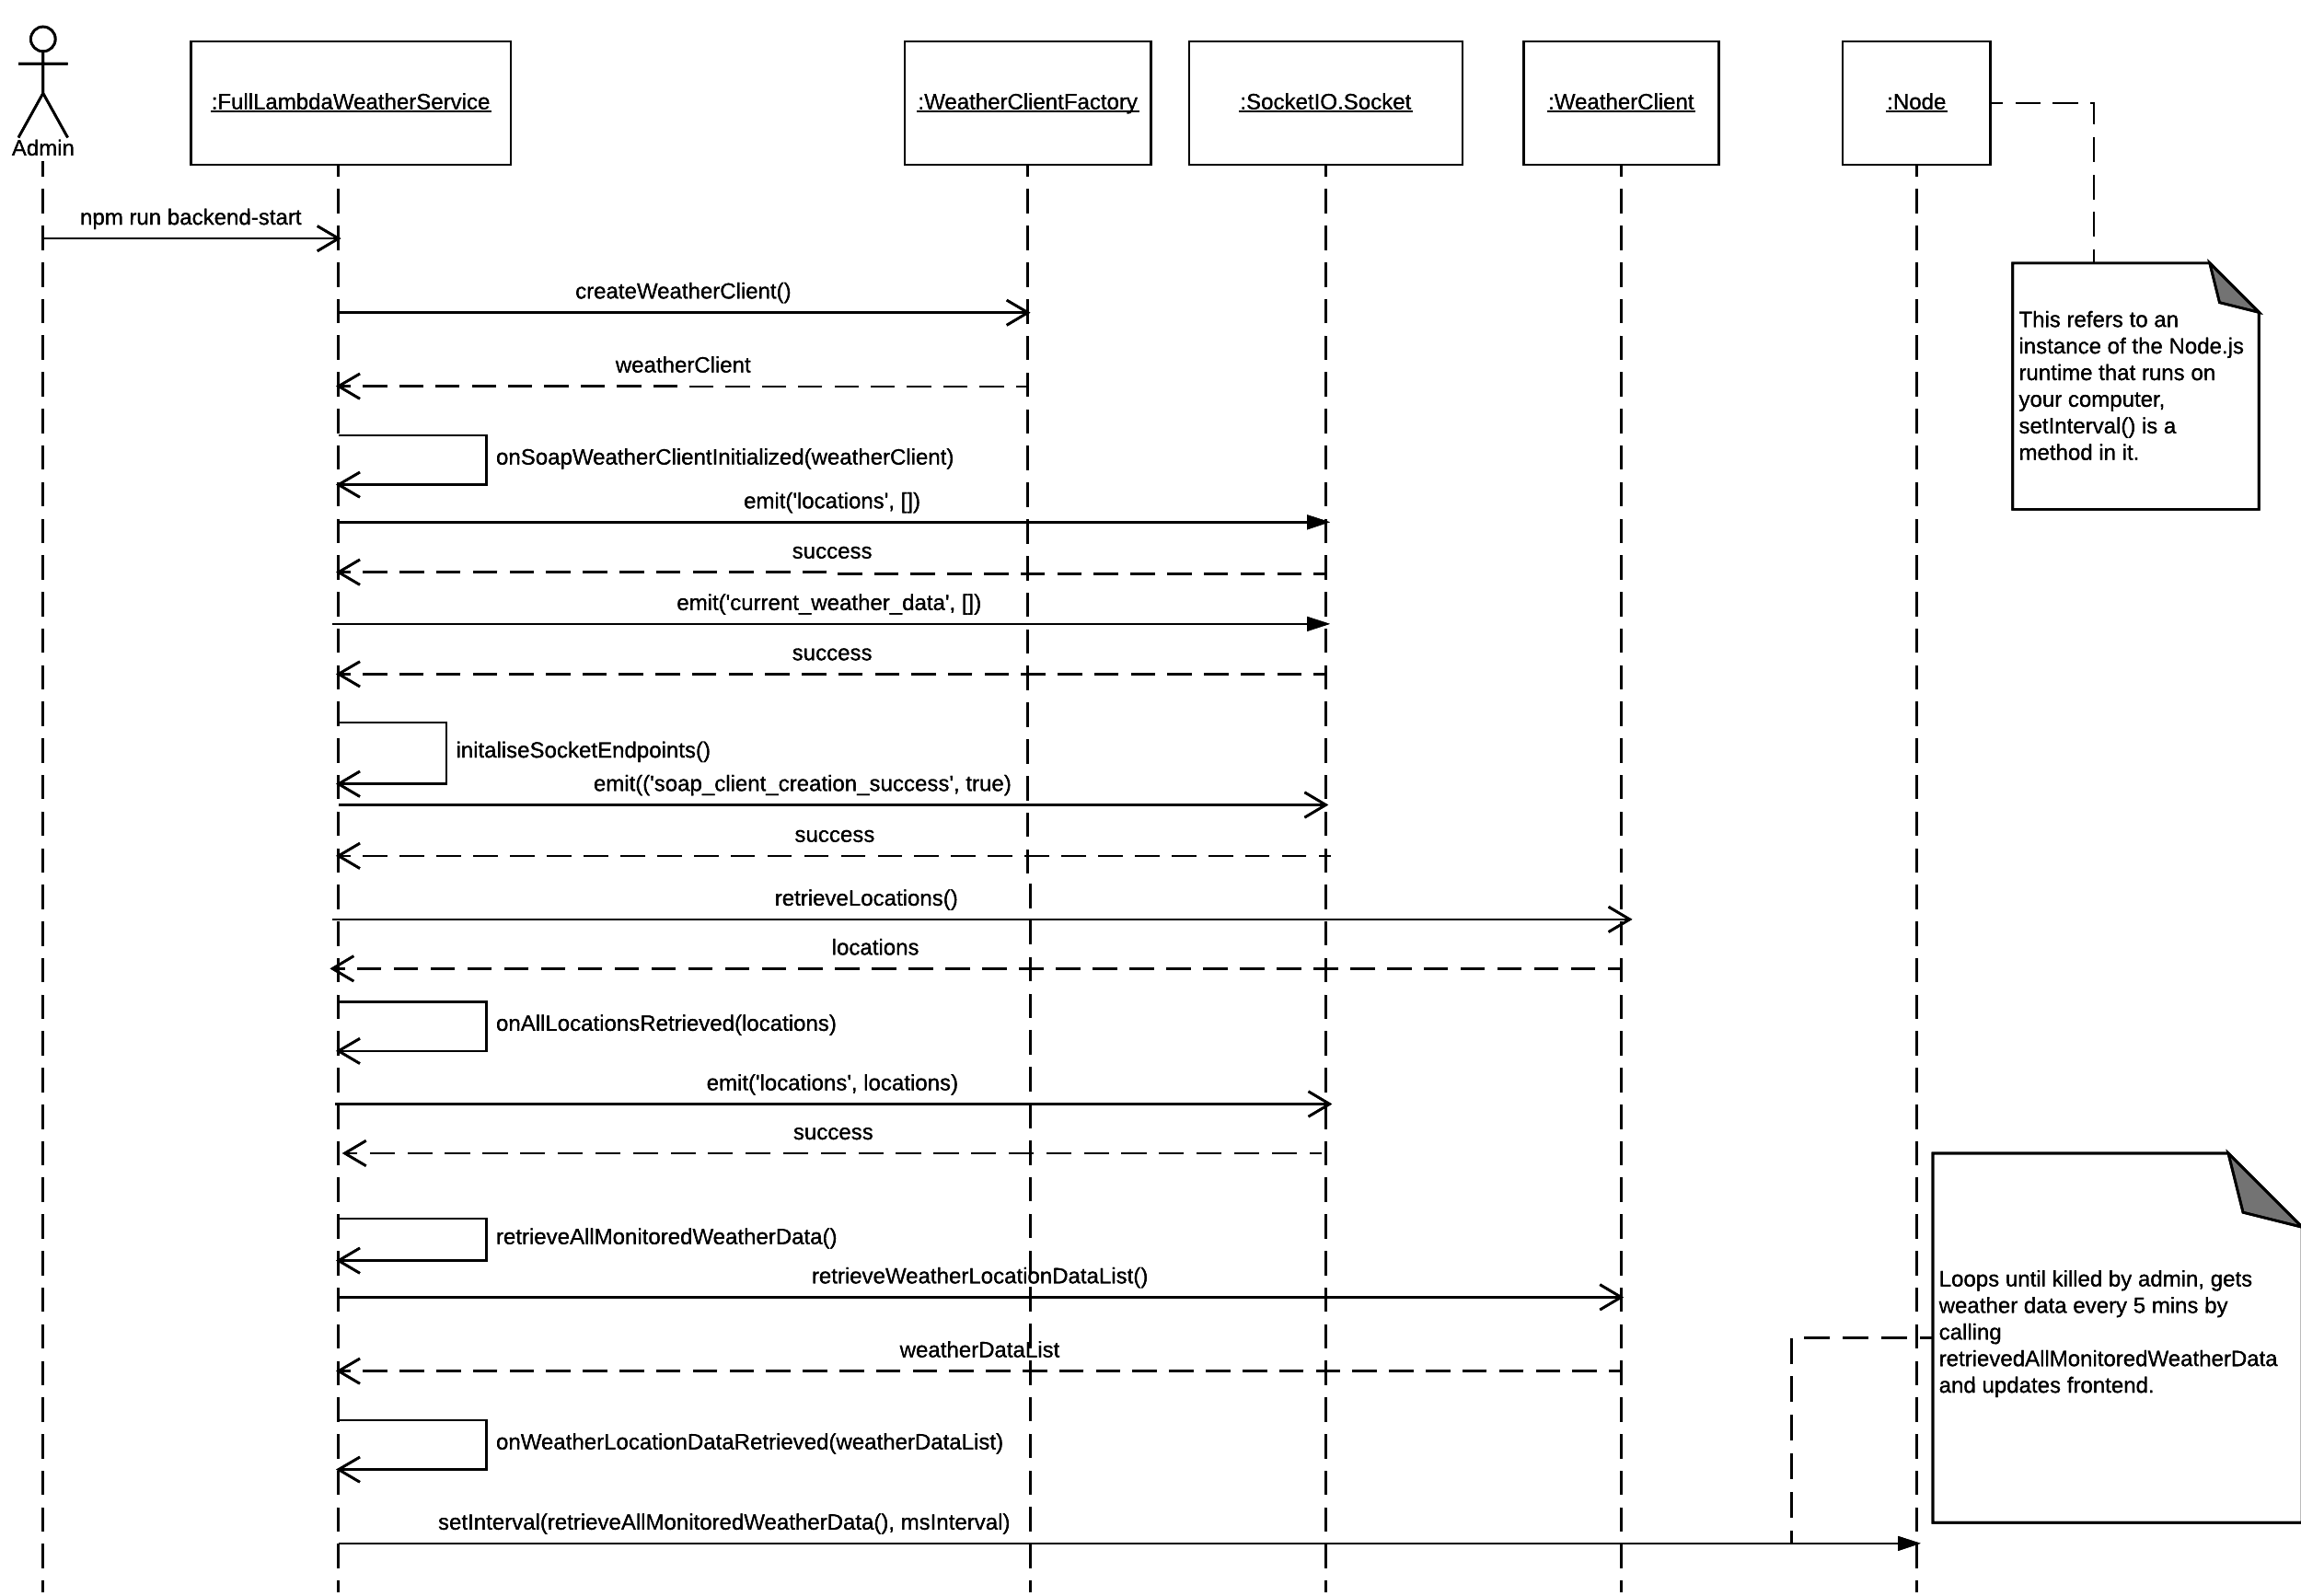 :FullLambdaWeatherService
:WeatherClientFactory
:SocketIO.Socket
:WeatherClient
:Node
Admin
npm run backend-start
createWeatherClient()
This refers to an
instance of the Node.js
runtime that runs on
your computer,
setInterval() is a
method in it.
weatherClient
onSoapWeatherClientInitialized(weatherClient)
emit('locations', [])
success
emit('current_weather_data', [])
success
initaliseSocketEndpoints()
emit(('soap_client_creation_success', true)
success
retrieveLocations()
locations
onAllLocationsRetrieved(locations)
emit('locations', locations)
success
retrieveAllMonitoredWeatherData()
retrieveWeatherLocationDataList()
Loops until killed by admin, gets
weather data every 5 mins by
calling
retrievedAllMonitoredWeatherData
and updates frontend.
weatherDataList
onWeatherLocationDataRetrieved(weatherDataList)
setInterval(retrieveAllMonitoredWeatherData(), msInterval)